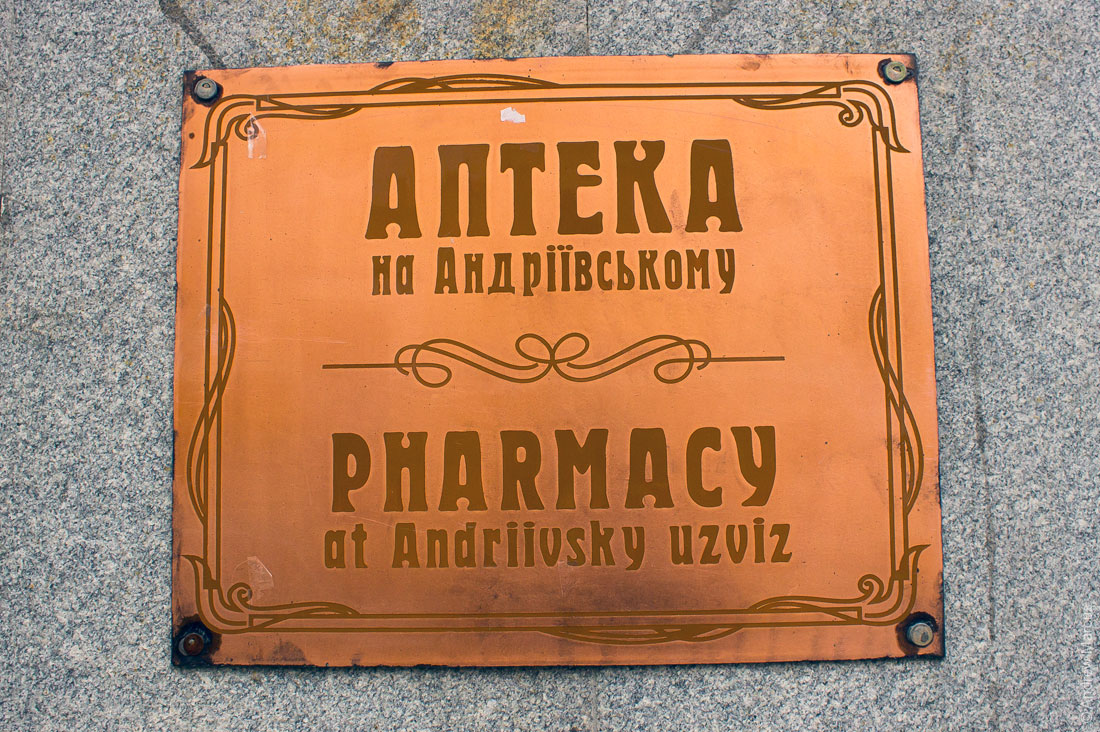 АПТЕКА
на Андріївському
PHARMACY
at Andriivsky uzviz